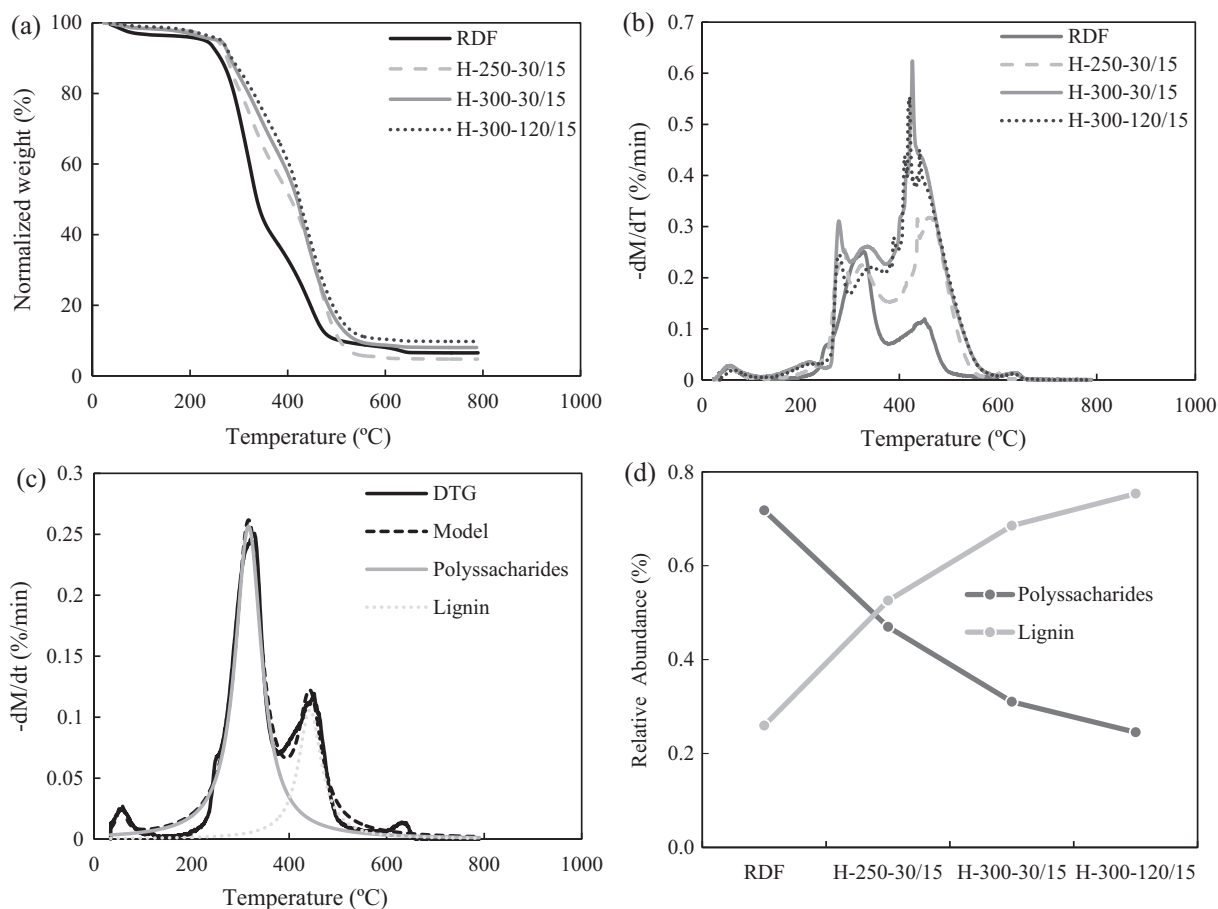 (a)
Normalized weight (%)
100
80
60
40
20
0
0 200 400 600 800 1000
Temperature (ºC)
RDF
H-250-30/15
H-300-30/15
H-300-120/15
(b)
-dM/dT (%/min)
0.7
0.6
0.5
0.4
0.3
0.2
0.1
0
0 200 400 600 800 1000
Temperature (ºC)
RDF
H-250-30/15
H-300-30/15
H-300-120/15
(c)
-dM/dt (%/min)
0.3
0.25
0.2
0.15
0.1
0.05
0
0 200 400 600 800 1000
Temperature (ºC)
DTG
Model
Polyssacharides
Lignin
(d)
Relative Abundance (%)
0.8
0.6
0.4
0.2
0.0
RDF H-250-30/15 H-300-30/15 H-300-120/15
Polyssacharides
Lignin